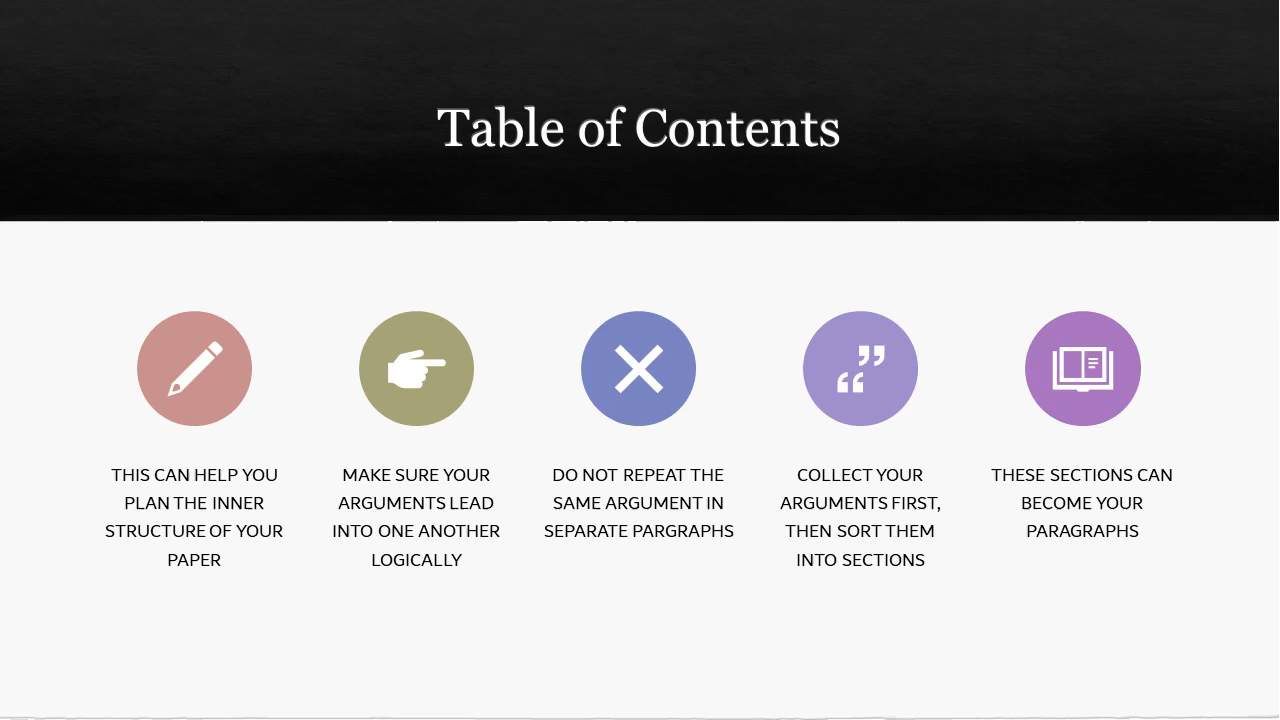 Table of Contents
THIS CAN HELP YOU
PLAN THE INNER
STRUCTURE OF YOUR
PAPER
MAKE SURE YOUR
ARGUMENTS LEAD
INTO ONE ANOTHER
LOGICALLY
DO NOT REPEAT THE
SAME ARGUMENT IN
SEPARATE PARGRAPHS
COLLECT YOUR
ARGUMENTS FIRST,
THEN SORT THEM
INTO SECTIONS
THESE SECTIONS CAN
BECOME YOUR
PARAGRAPHS